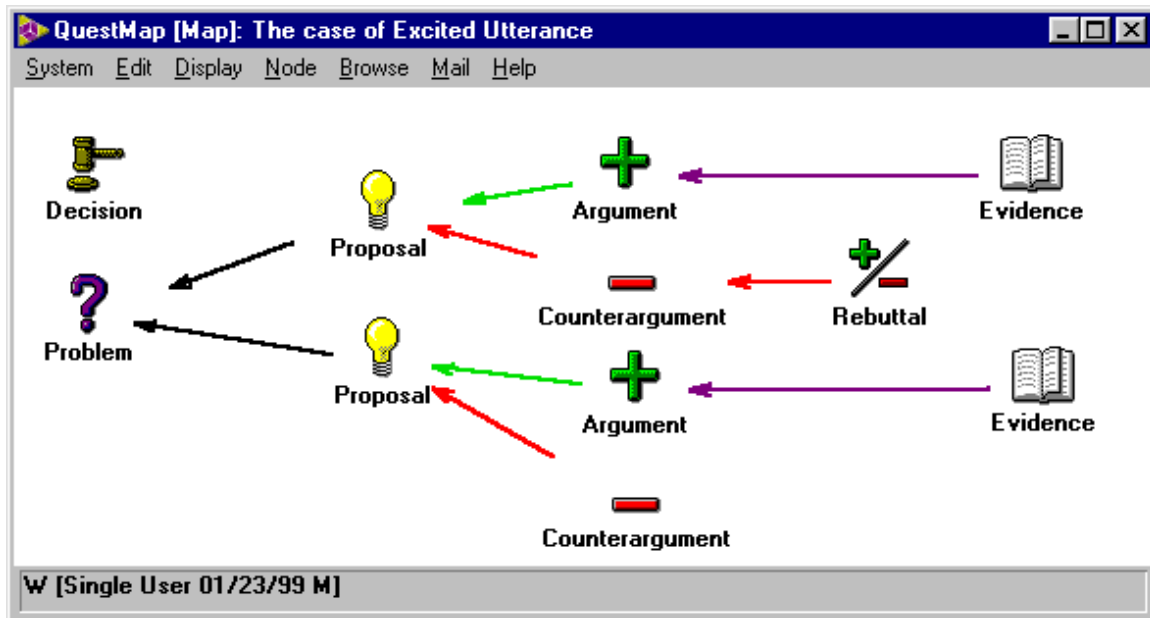 QuestMap [Map]: The case of Excited Utterance
System Edit Display Node Browse Mail Help
Decision
Proposal
Argument
Evidence
Problem
Counterargument
Rebuttal
Proposal
Argument
Evidence
Counterargument
W [Single User 01/23/99 M]